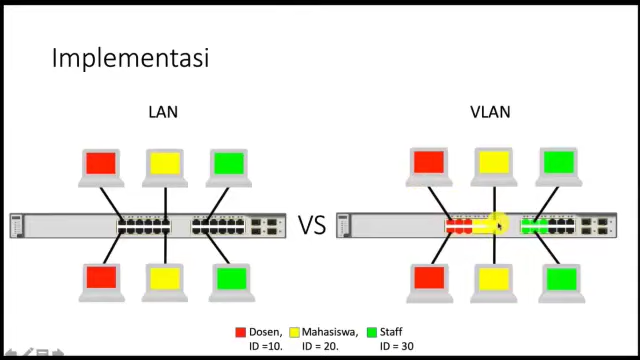 Implementasi
LAN
VLAN
VS
Dosen,
ID =10.
Mahasiswa,
ID = 20.
Staff
ID = 30